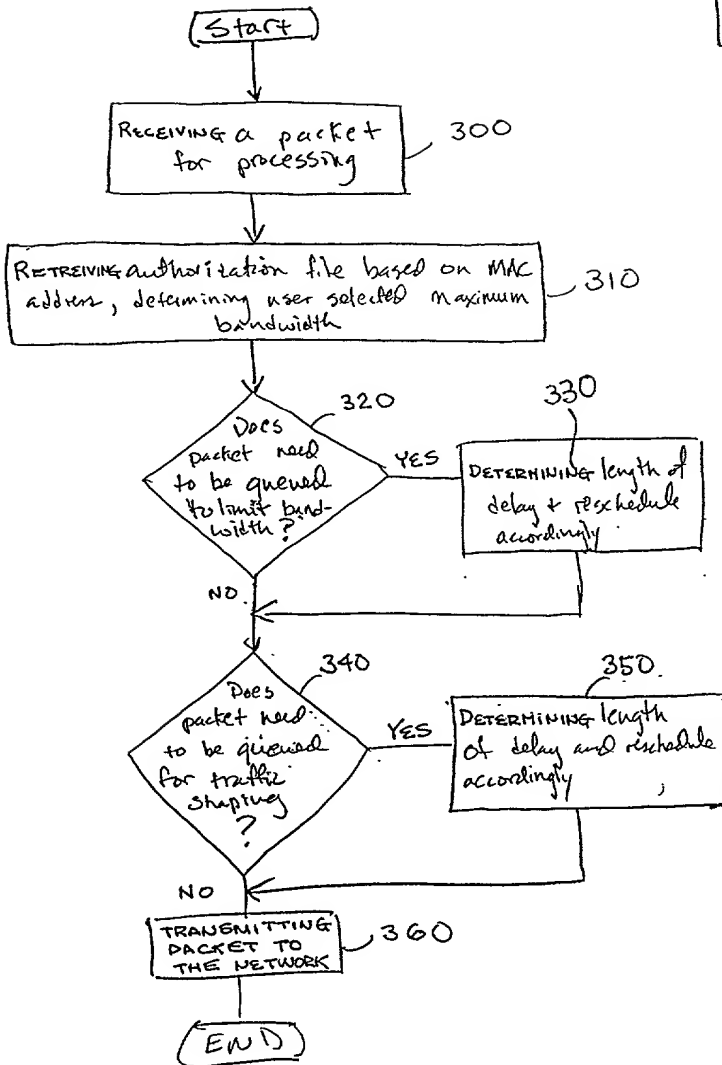 Start
RECEIVING a packet
for processing
300
RETREIVING authorization file based on MAC
address, determining user selected maximum
bandwidth
310
320
Does
packet need
to be queued
to limit band-
width?
YES
330
DETERMINING length of
delay & reschedule
accordingly
NO
340
Does
packet need
to be queued
for traffic
shaping
?
YES
350
DETERMINING length
of delay and reschedule
accordingly
NO
TRANSMITTING
PACKET TO
THE NETWORK
360
END